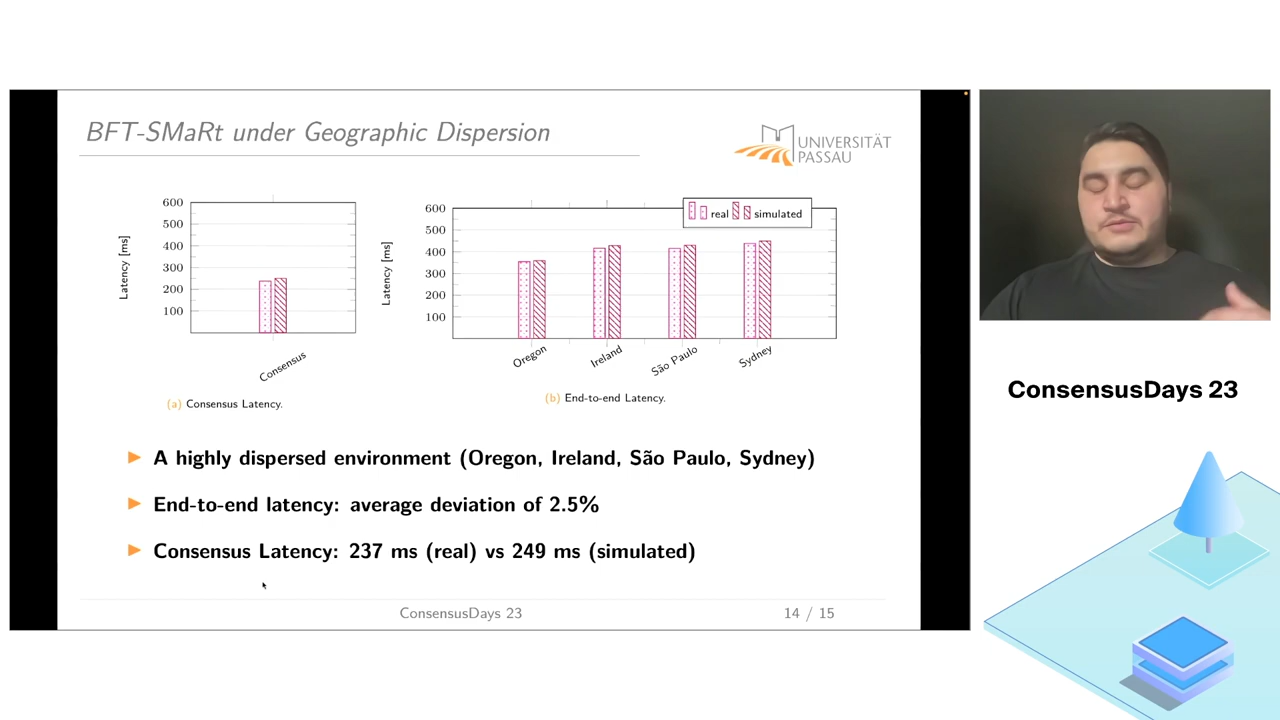 BFT-SMaRt under Geographic Dispersion
UNIVERSITÄT
PASSAU
600
500
400
300
200
100
Latency [ms]
Consensus
(a) Consensus Latency.
600
500
400
300
200
100
Latency [ms]
real simulated
Oregon
Ireland
São Paulo
Sydney
(b) End-to-end Latency.
► A highly dispersed environment (Oregon, Ireland, São Paulo, Sydney)
► End-to-end latency: average deviation of 2.5%
► Consensus Latency: 237 ms (real) vs 249 ms (simulated)
ConsensusDays 23
14 / 15
ConsensusDays 23